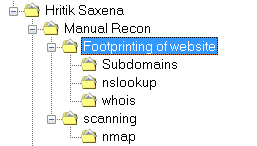 Hritik Saxena
Manual Recon
Footprinting of website
Subdomains
nslookup
whois
scanning
nmap